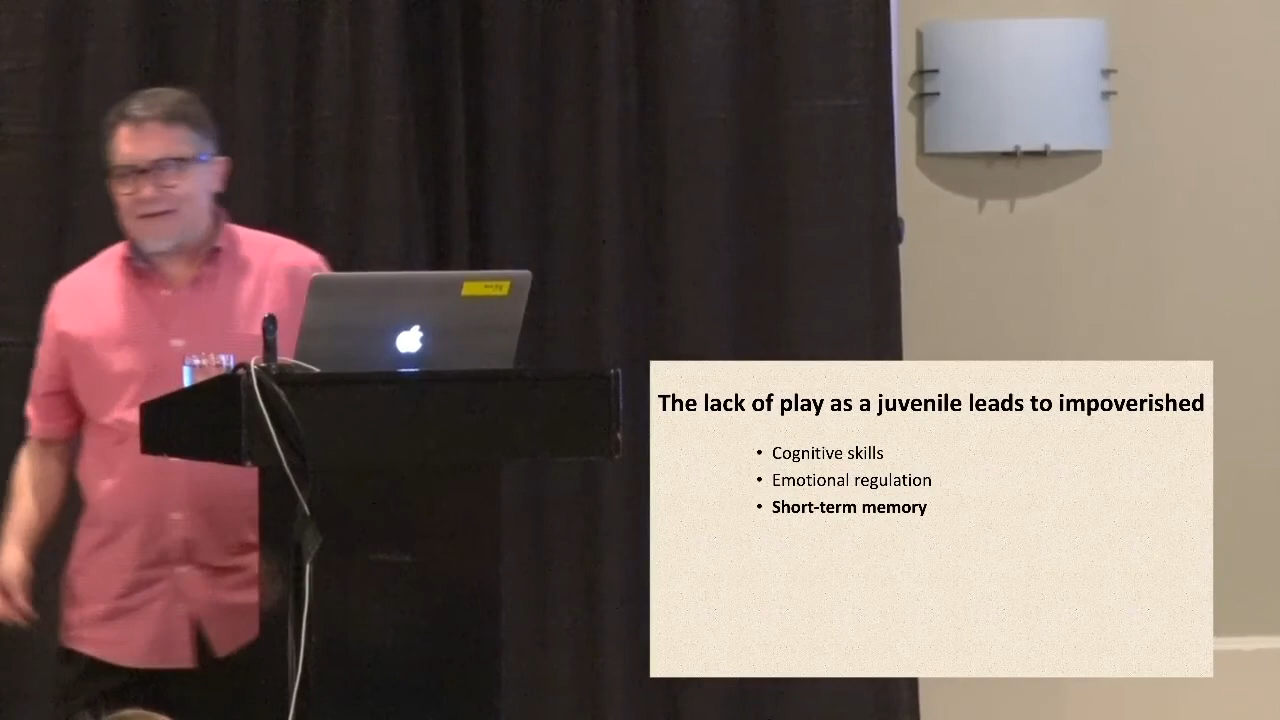 The lack of play as a juvenile leads to impoverished
• Cognitive skills
• Emotional regulation
• Short-term memory